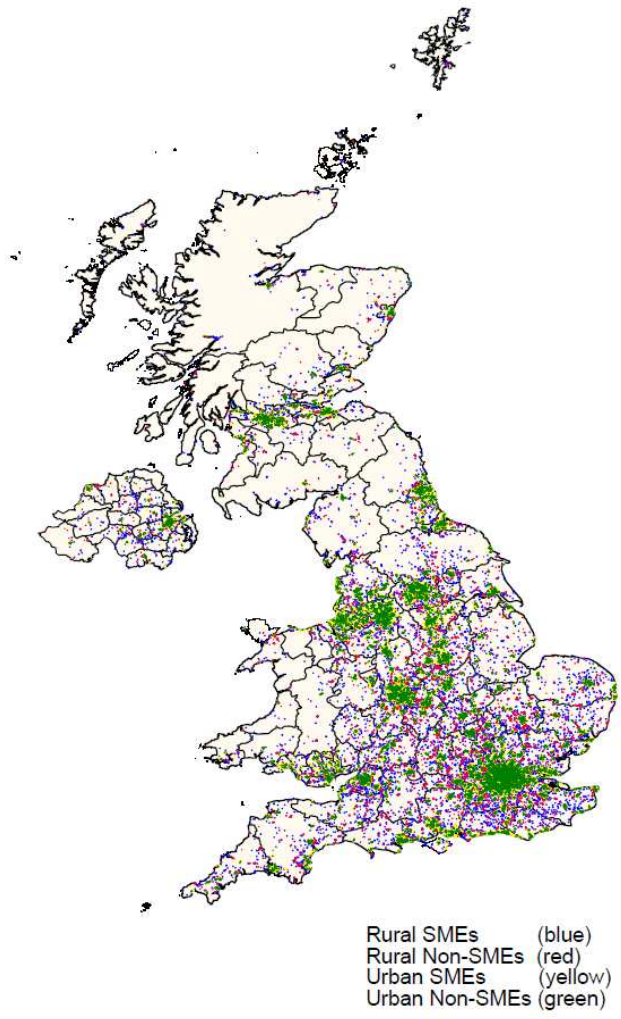 Rural SMEs (blue)
Rural Non-SMEs (red)
Urban SMEs (yellow)
Urban Non-SMEs (green)